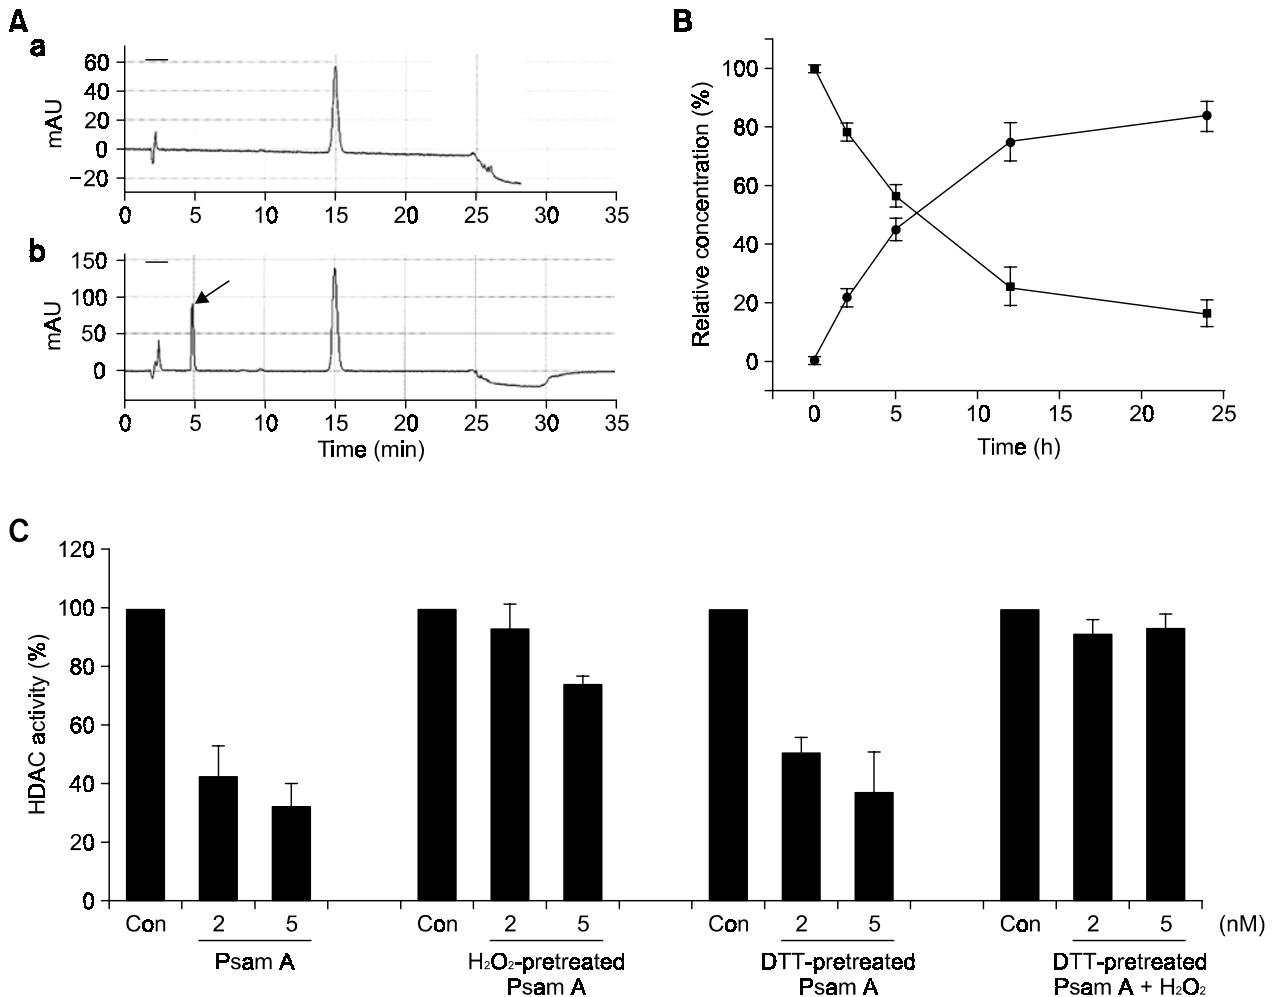 A
a
60
40
20
0
−20
mAU
0 5 10 15 20 25 30 35
b
150
100
50
0
mAU
0 5 10 15 20 25 30 35
Time (min)
B
100
80
60
40
20
0
Relative concentration (%)
0 5 10 15 20 25
Time (h)
C
120
100
80
60
40
20
0
HDAC activity (%)
Con 2 5 Con 2 5 Con 2 5 Con 2 5 (nM)
Psam A
H₂O₂-pretreated
Psam A
DTT-pretreated
Psam A
DTT-pretreated
Psam A + H₂O₂